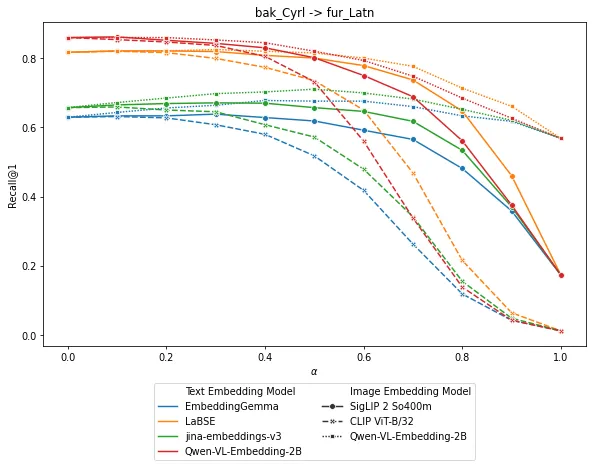 bak_Cyrl -> fur_Latn
Recall@1
0.8
0.6
0.4
0.2
0.0
0.0 0.2 0.4 0.6 0.8 1.0
α
Text Embedding Model Image Embedding Model
EmbeddingGemma SigLIP 2 So400m
LaBSE CLIP ViT-B/32
jina-embeddings-v3 Qwen-VL-Embedding-2B
Qwen-VL-Embedding-2B